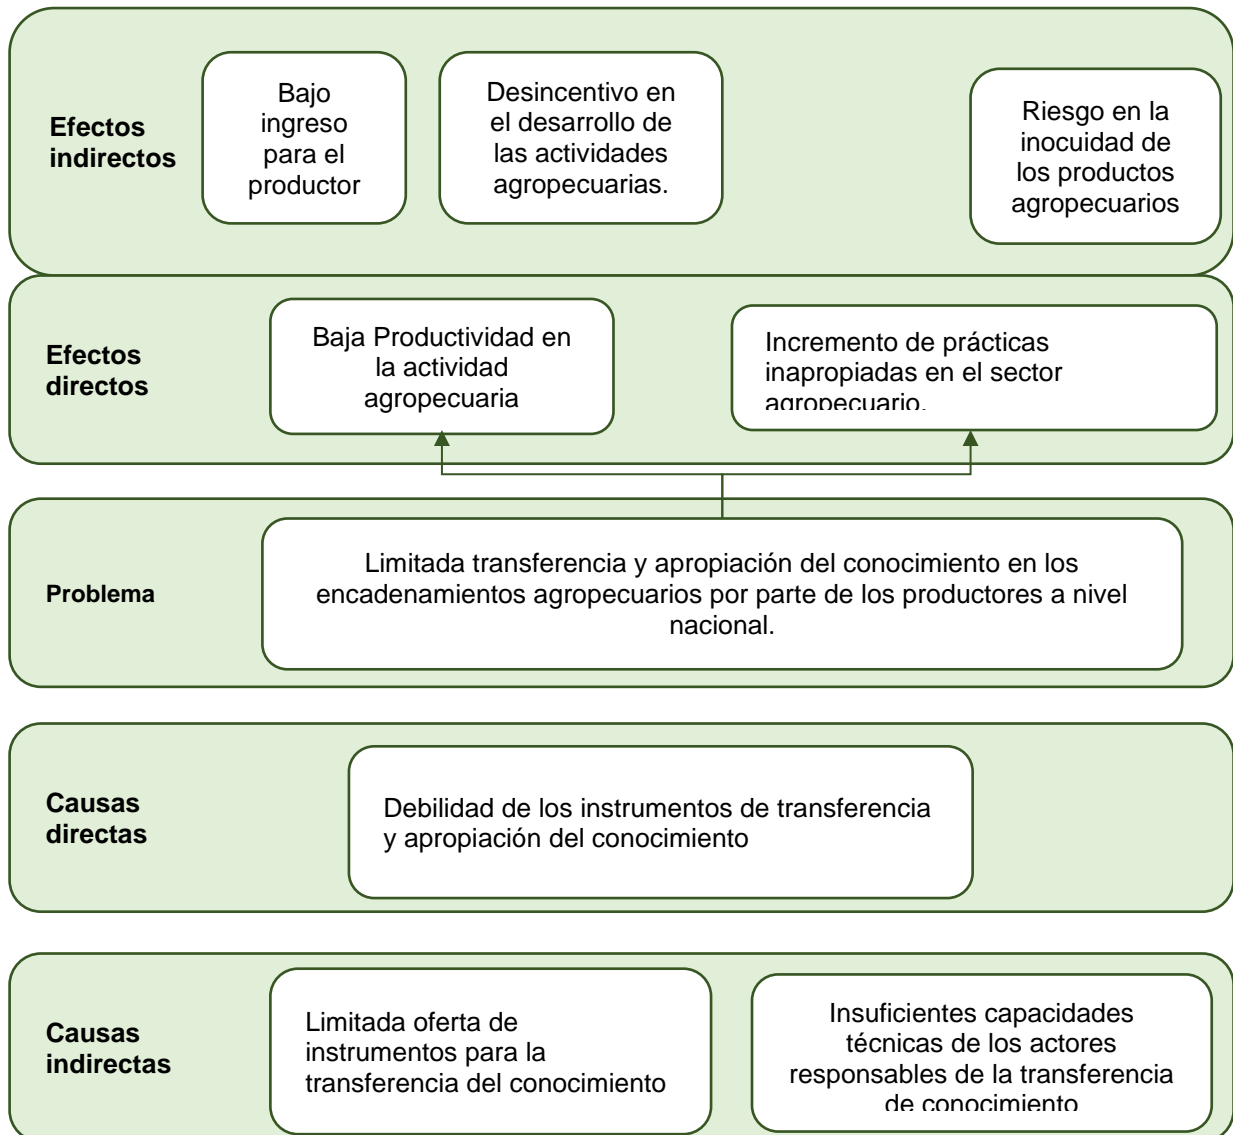 Efectos
indirectos
Bajo
ingreso
para el
productor
Desincentivo en
el desarrollo de
las actividades
agropecuarias.
Riesgo en la
inocuidad de
los productos
agropecuarios
Efectos
directos
Baja Productividad en
la actividad
agropecuaria
Incremento de prácticas
inapropiadas en el sector
agropecuario.
Problema
Limitada transferencia y apropiación del conocimiento en los
encadenamientos agropecuarios por parte de los productores a nivel
nacional.
Causas
directas
Debilidad de los instrumentos de transferencia
y apropiación del conocimiento
Causas
indirectas
Limitada oferta de
instrumentos para la
transferencia del conocimiento
Insuficientes capacidades
técnicas de los actores
responsables de la transferencia
de conocimiento